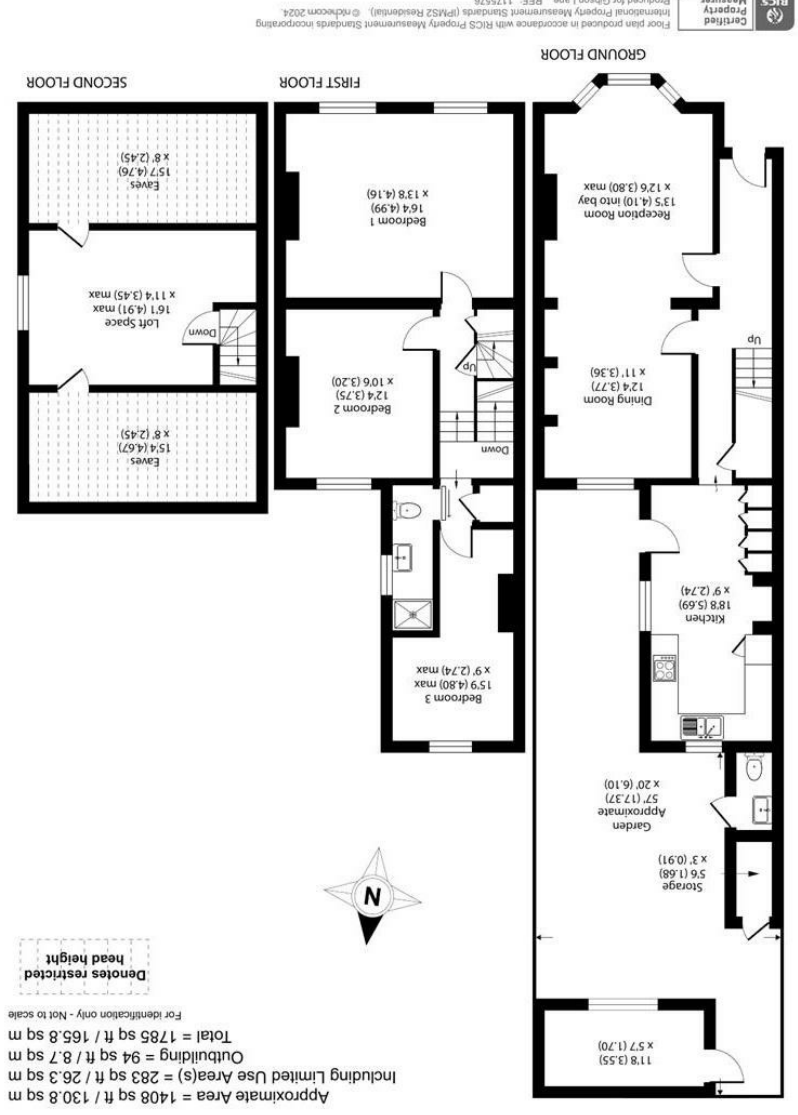 Approximate Area = 1408 sq ft / 130.8 sq m
Including Limited Use Area(s) = 283 sq ft / 26.3 sq m
Outbuilding = 94 sq ft / 8.7 sq m
Total = 1785 sq ft / 165.8 sq m
For identification only - Not to scale
Denotes restricted
head height
N
11'8 (3.55)
x 5'7 (1.70)
Storage
5'6 (1.68)
x 3' (0.91)
Garden
Approximate
57' (17.37)
x 20' (6.10)
Kitchen
18'8 (5.69)
x 9' (2.74)
Dining Room
12'4 (3.77)
x 11' (3.36)
Up
Reception Room
13'5 (4.10) into bay
x 12'6 (3.80) max
GROUND FLOOR
Bedroom 3
15'9 (4.80) max
x 9' (2.74) max
Down
Bedroom 2
12'4 (3.75)
x 10'6 (3.20)
Up
Bedroom 1
16'4 (4.99)
x 13'8 (4.16)
FIRST FLOOR
Eaves
15'4 (4.67)
x 8' (2.45)
Down
Loft Space
16'1 (4.91) max
x 11'4 (3.45) max
Eaves
15'7 (4.76)
x 8' (2.45)
SECOND FLOOR
RICS
Certified
Property
Measurer
Floor plan produced in accordance with RICS Property Measurement Standards incorporating
International Property Measurement Standards (IPMS2 Residential). © nichecom 2024.
Produced for Gibson Lane. REF: 1175576